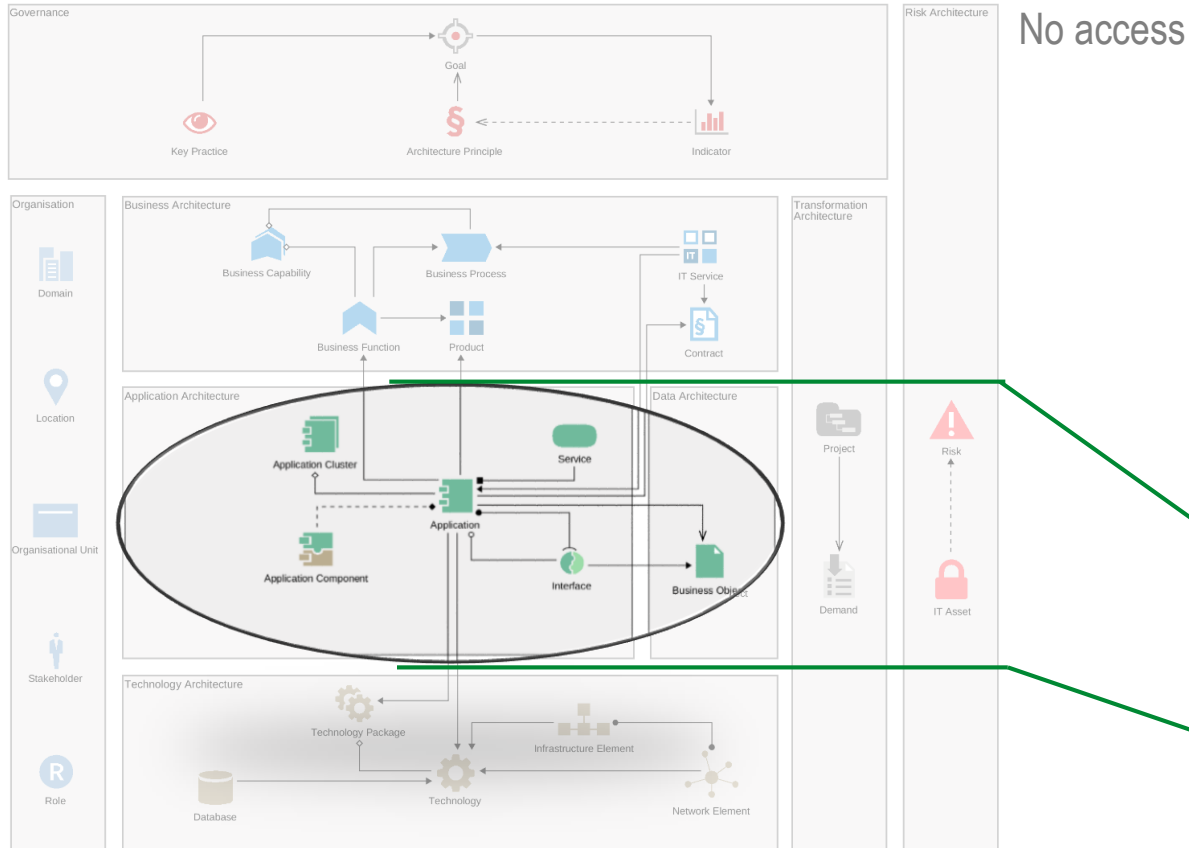 Governance
Risk Architecture
No access
Goal
Key Practice
Architecture Principle
Indicator
Organisation
Business Architecture
Transformation
Architecture
Business Capability
Business Process
IT
IT Service
Domain
§
Business Function
Product
Contract
Application Architecture
Data Architecture
Location
Application Cluster
Service
Project
Risk
Application
Organisational Unit
Application Component
Interface
Business Object
Demand
IT Asset
Stakeholder
Technology Architecture
Technology Package
Infrastructure Element
R
Role
Database
Technology
Network Element